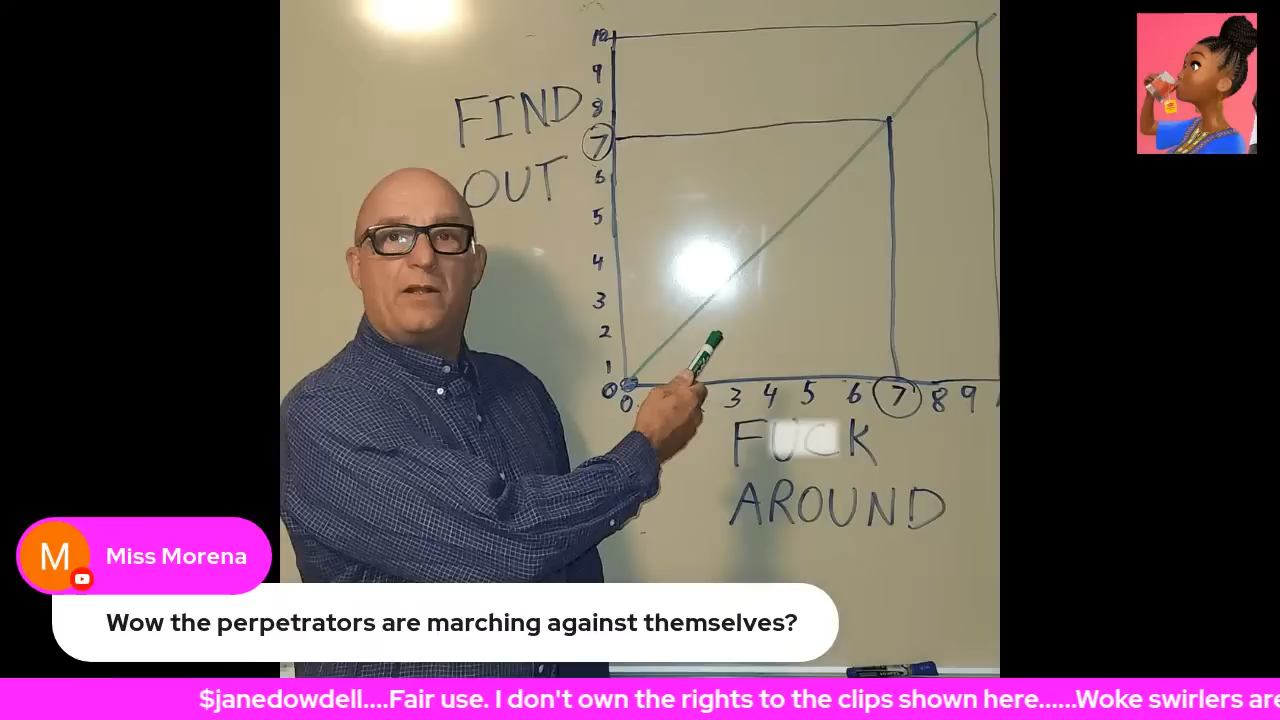 10
9
8
7
6
5
4
3
2
1
0
FIND
OUT
0 3 4 5 6 7 8 9
FUCK
AROUND
M
Miss Morena
Wow the perpetrators are marching against themselves?
$janedowdell....Fair use. I don't own the rights to the clips shown here......Woke swirlers are